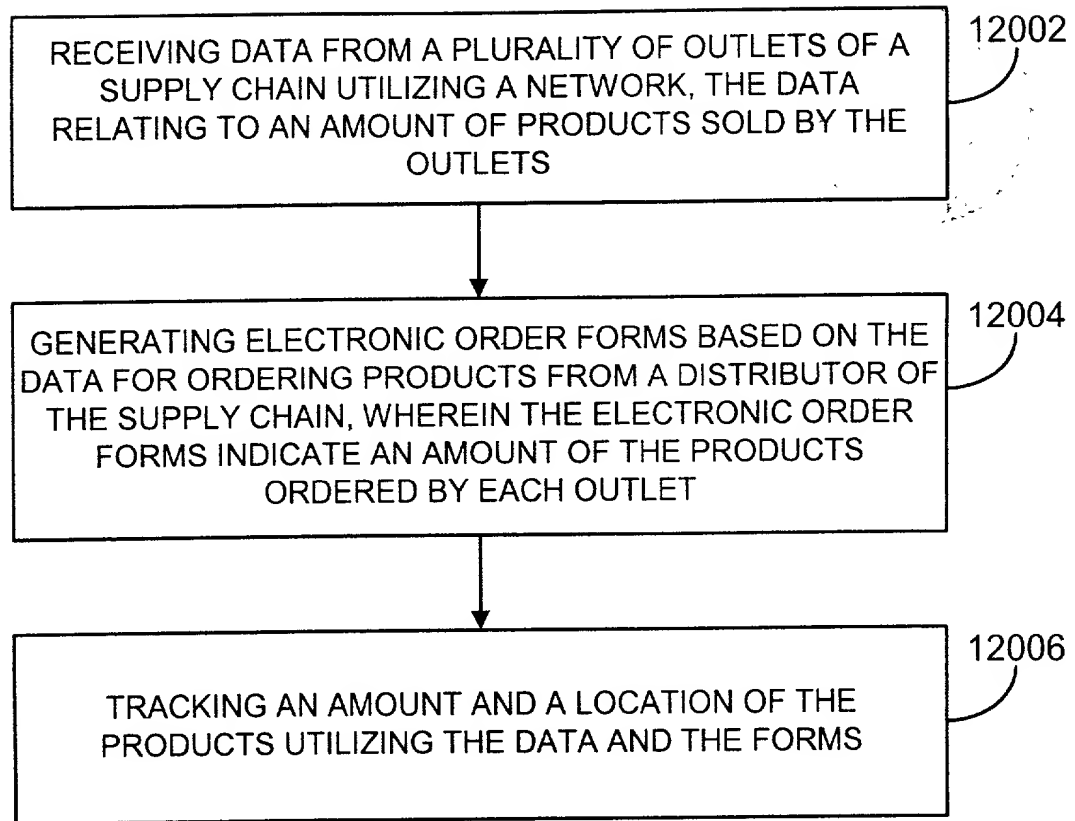 12002
RECEIVING DATA FROM A PLURALITY OF OUTLETS OF A
SUPPLY CHAIN UTILIZING A NETWORK, THE DATA
RELATING TO AN AMOUNT OF PRODUCTS SOLD BY THE
OUTLETS
12004
GENERATING ELECTRONIC ORDER FORMS BASED ON THE
DATA FOR ORDERING PRODUCTS FROM A DISTRIBUTOR OF
THE SUPPLY CHAIN, WHEREIN THE ELECTRONIC ORDER
FORMS INDICATE AN AMOUNT OF THE PRODUCTS
ORDERED BY EACH OUTLET
12006
TRACKING AN AMOUNT AND A LOCATION OF THE
PRODUCTS UTILIZING THE DATA AND THE FORMS